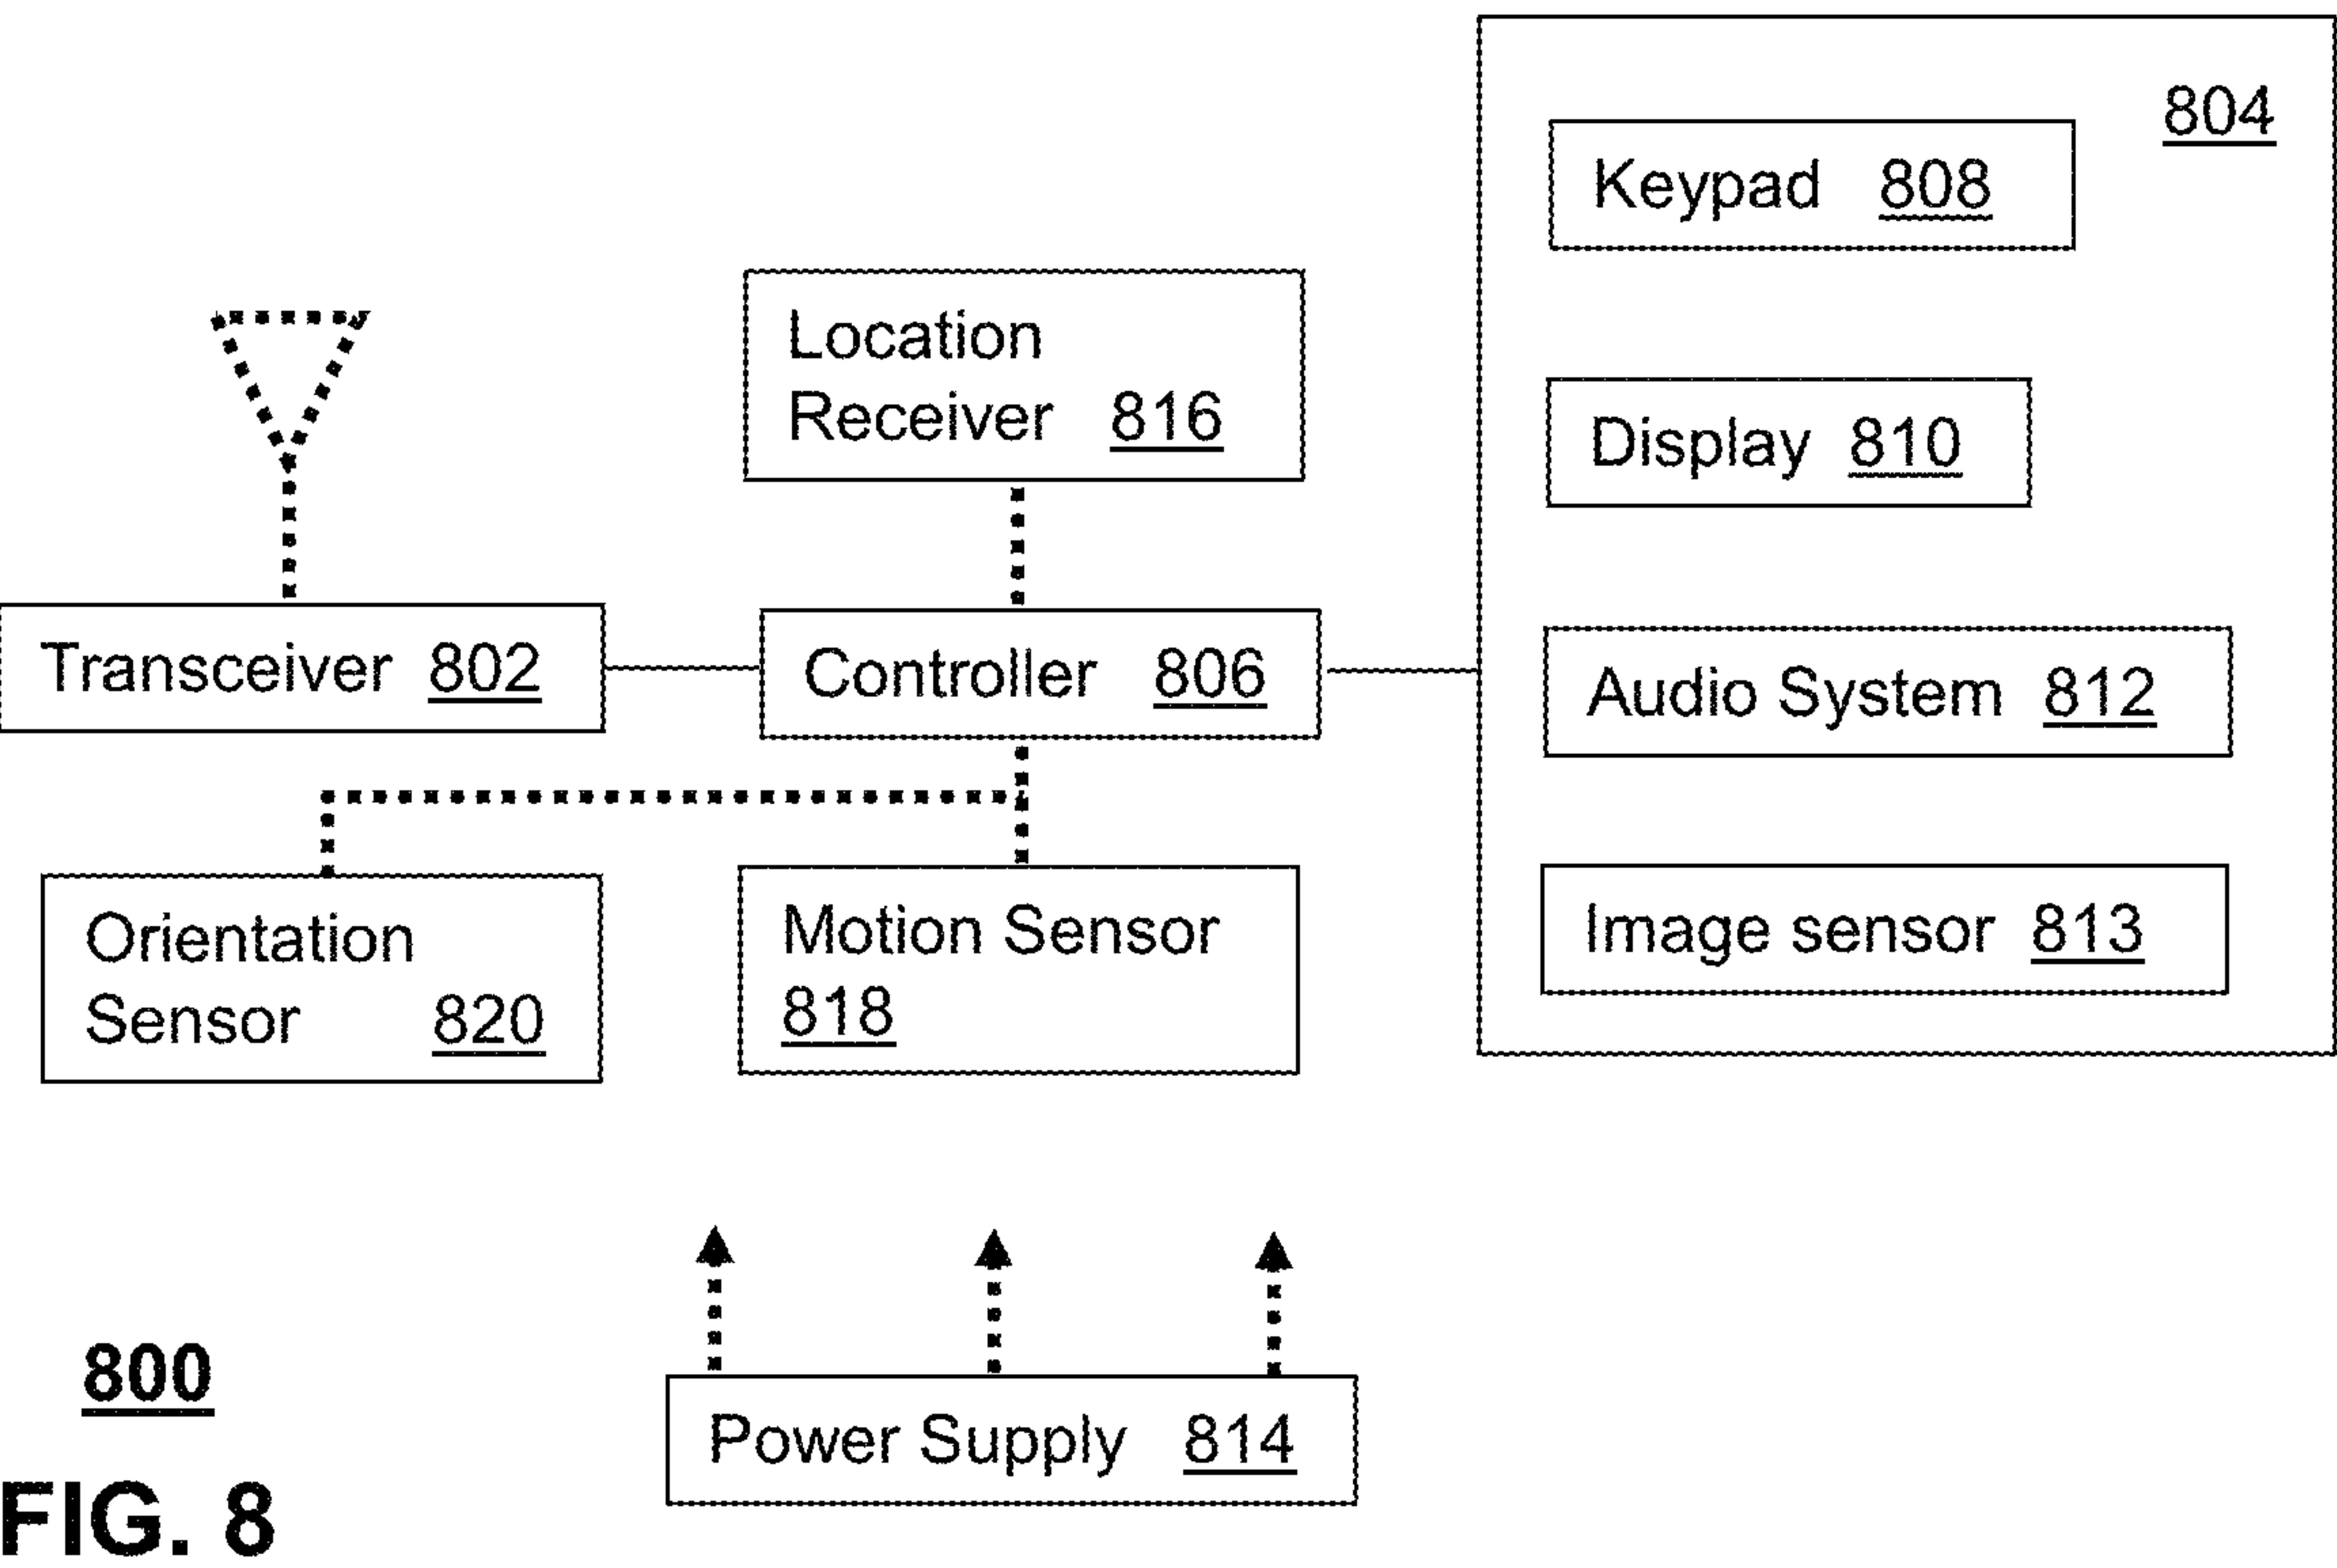 804
Keypad 808
Location
Receiver 816
Display 810
Transceiver 802
Controller 806
Audio System 812
Orientation
Sensor 820
Motion Sensor
818
Image sensor 813
800
Power Supply 814
FIG. 8